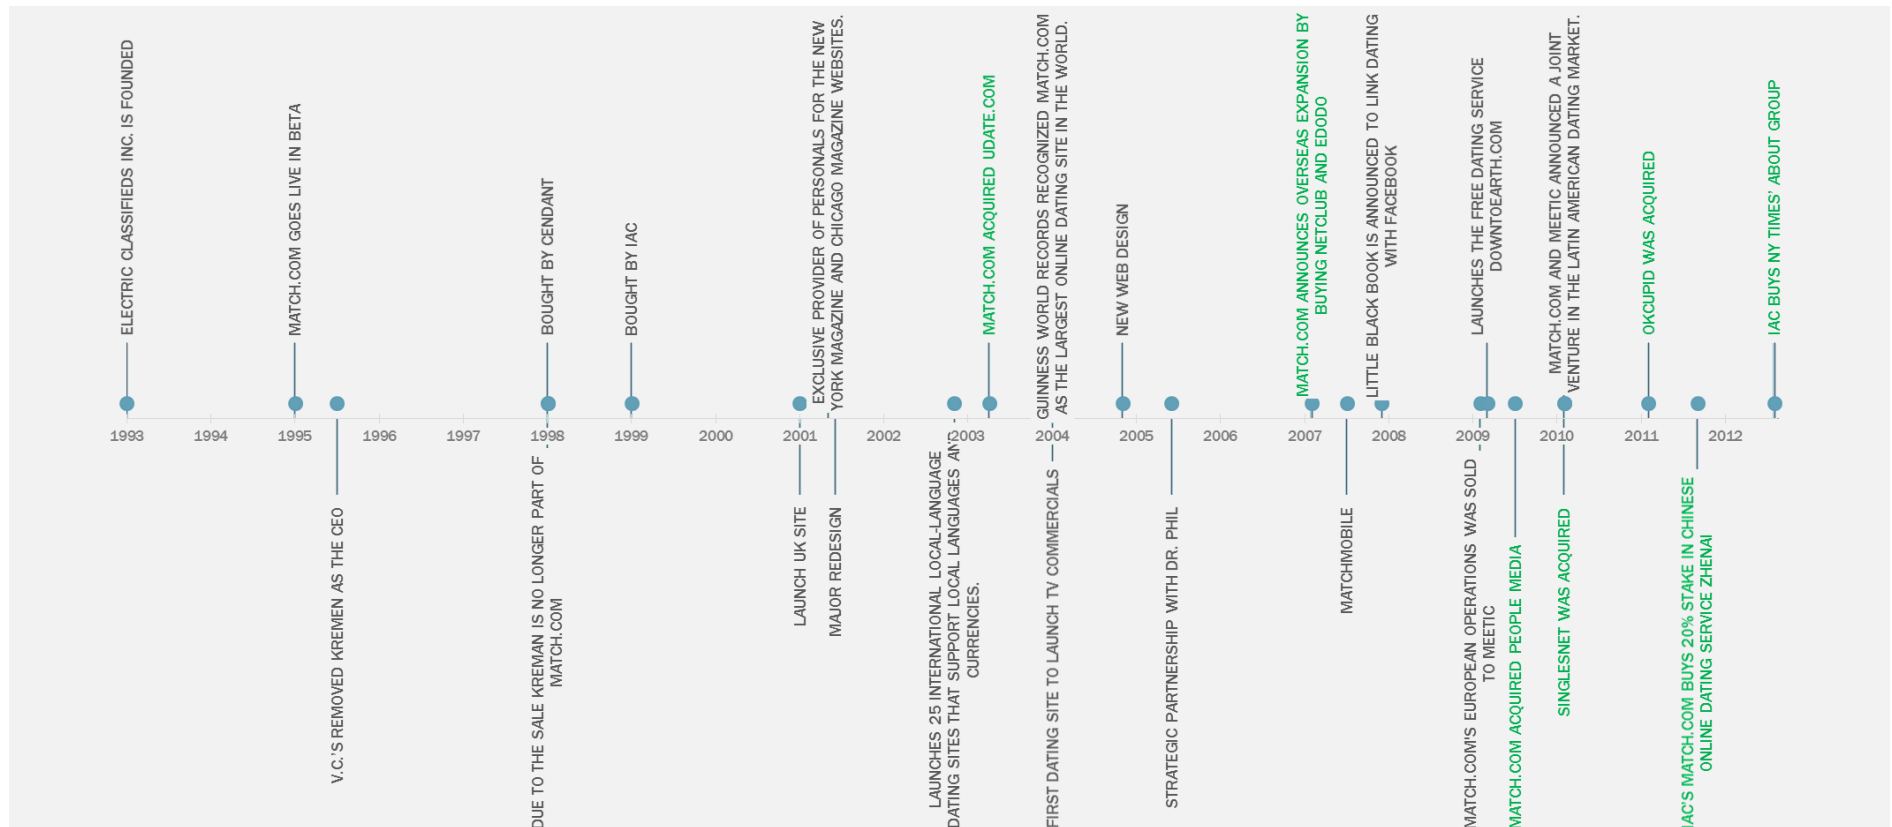 ELECTRIC CLASSIFIEDS INC. IS FOUNDED
MATCH.COM GOES LIVE IN BETA
BOUGHT BY CENDANT
BOUGHT BY IAC
EXCLUSIVE PROVIDER OF PERSONALS FOR THE NEW
YORK MAGAZINE AND CHICAGO MAGAZINE WEBSITES.
MATCH.COM ACQUIRED UDATE.COM
GUINNESS WORLD RECORDS RECOGNIZED MATCH.COM
AS THE LARGEST ONLINE DATING SITE IN THE WORLD.
NEW WEB DESIGN
MATCH.COM ANNOUNCES OVERSEAS EXPANSION BY
BUYING NETCLUB AND EDODO
LITTLE BLACK BOOK IS ANNOUNCED TO LINK DATING
WITH FACEBOOK
LAUNCHES THE FREE DATING SERVICE
DOWNTOEARTH.COM
MATCH.COM AND MEETIC ANNOUNCED A JOINT
VENTURE IN THE LATIN AMERICAN DATING MARKET.
OKCUPID WAS ACQUIRED
IAC BUYS NY TIMES' ABOUT GROUP
1993 1994 1995 1996 1997 1998 1999 2000 2001 2002 2003 2004 2005 2006 2007 2008 2009 2010 2011 2012
V.C.'S REMOVED KREMEN AS THE CEO
DUE TO THE SALE KREMAN IS NO LONGER PART OF
MATCH.COM
LAUNCH UK SITE
MAJOR REDESIGN
LAUNCHES 25 INTERNATIONAL LOCAL-LANGUAGE
DATING SITES THAT SUPPORT LOCAL LANGUAGES
CURRENCIES.
FIRST DATING SITE TO LAUNCH TV COMMERCIALS
STRATEGIC PARTNERSHIP WITH DR. PHIL
MATCHMOBILE
MATCH.COM'S EUROPEAN OPERATIONS WAS SOLD
TO MEETIC
MATCH.COM ACQUIRED PEOPLE MEDIA
SINGLESNET WAS ACQUIRED
IAC'S MATCH.COM BUYS 20% STAKE IN CHINESE
ONLINE DATING SERVICE ZHENAI